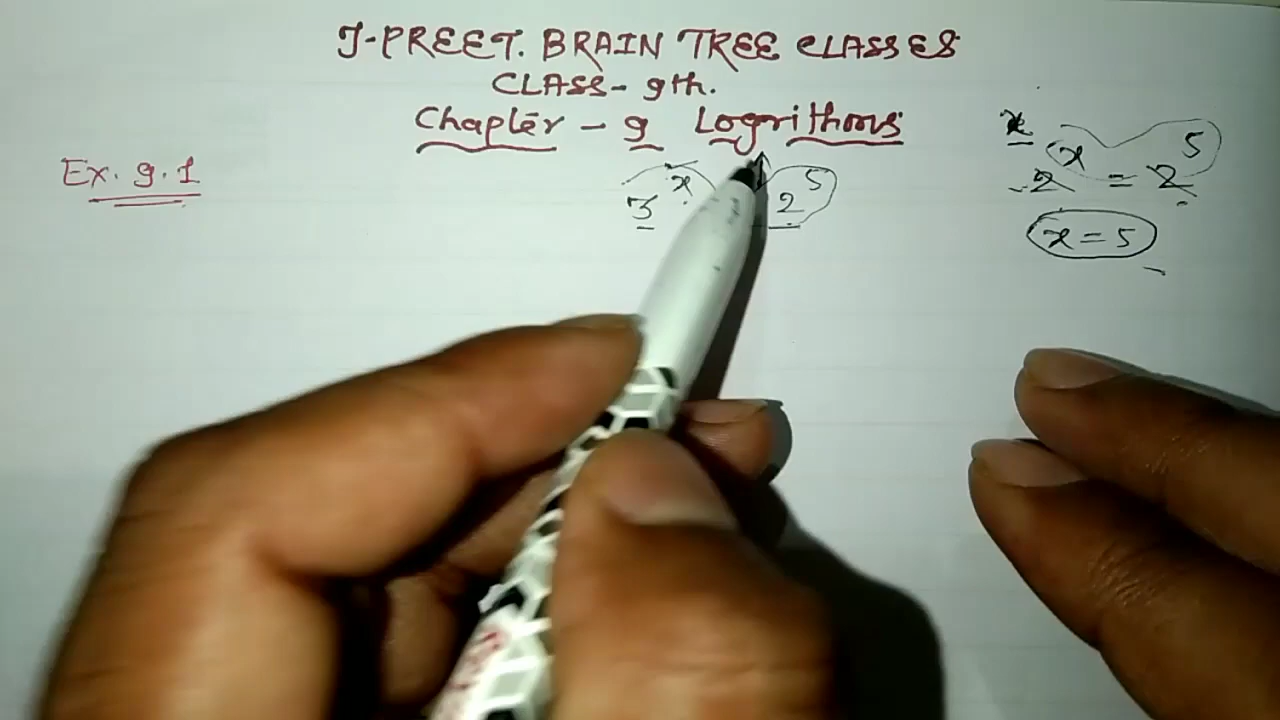 J-PREET. BRAIN TREE CLASSES
CLASS- 9th.
Chapter - 9 Logrithms
Ex. 9.1
3^x 2^5
x
2^x = 2^5
x = 5